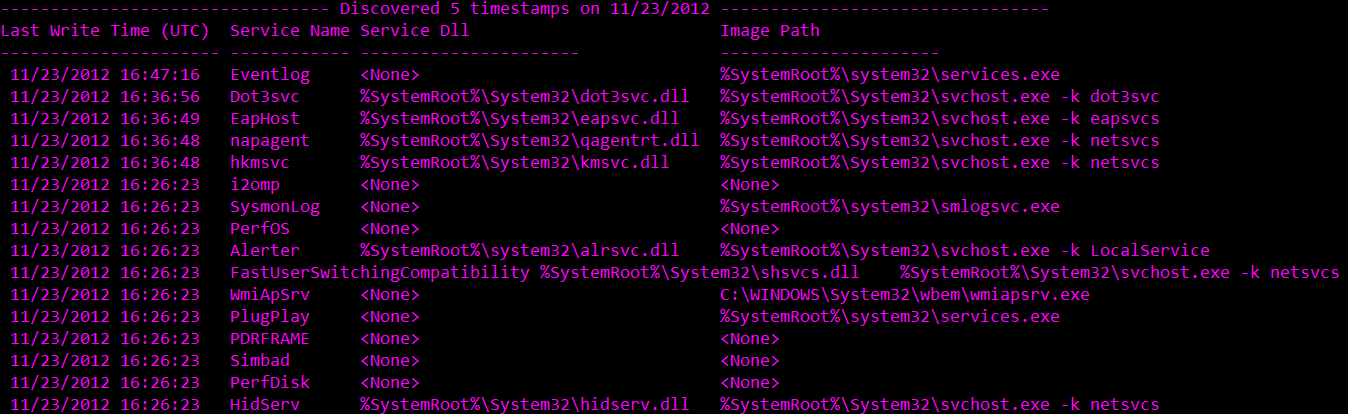 --------------------------------- Discovered 5 timestamps on 11/23/2012 ---------------------------------
Last Write Time (UTC)  Service Name Service Dll                         Image Path
---------------------- ------------ ----------------------              ----------------------
 11/23/2012 16:47:16   Eventlog     <None>                              %SystemRoot%\system32\services.exe
 11/23/2012 16:36:56   Dot3svc      %SystemRoot%\System32\dot3svc.dll   %SystemRoot%\System32\svchost.exe -k dot3svc
 11/23/2012 16:36:49   EapHost      %SystemRoot%\System32\eapsvc.dll    %SystemRoot%\System32\svchost.exe -k eapsvcs
 11/23/2012 16:36:48   napagent     %SystemRoot%\System32\qagentrt.dll  %SystemRoot%\System32\svchost.exe -k netsvcs
 11/23/2012 16:36:48   hkmsvc       %SystemRoot%\System32\kmsvc.dll     %SystemRoot%\System32\svchost.exe -k netsvcs
 11/23/2012 16:26:23   i2omp        <None>                              <None>
 11/23/2012 16:26:23   SysmonLog    <None>                              %SystemRoot%\system32\smlogsvc.exe
 11/23/2012 16:26:23   PerfOS       <None>                              <None>
 11/23/2012 16:26:23   Alerter      %SystemRoot%\system32\alrsvc.dll    %SystemRoot%\System32\svchost.exe -k LocalService
 11/23/2012 16:26:23   FastUserSwitchingCompatibility %SystemRoot%\System32\shsvcs.dll    %SystemRoot%\System32\svchost.exe -k netsvcs
 11/23/2012 16:26:23   WmiApSrv     <None>                              C:\WINDOWS\System32\wbem\wmiapsrv.exe
 11/23/2012 16:26:23   PlugPlay     <None>                              %SystemRoot%\system32\services.exe
 11/23/2012 16:26:23   PDRFRAME     <None>                              <None>
 11/23/2012 16:26:23   Simbad       <None>                              <None>
 11/23/2012 16:26:23   PerfDisk     <None>                              <None>
 11/23/2012 16:26:23   HidServ      %SystemRoot%\System32\hidserv.dll   %SystemRoot%\System32\svchost.exe -k netsvcs